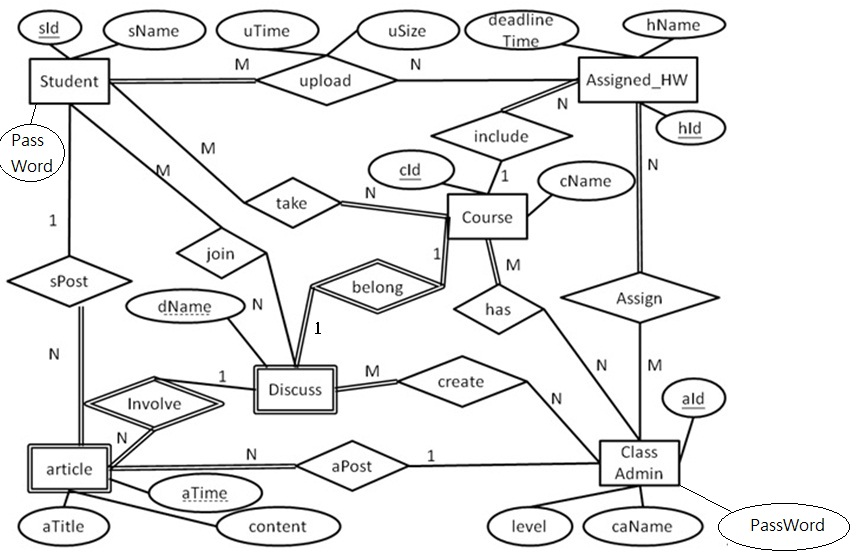 sId
sName
uTime
uSize
deadline
Time
hName
Student
M
upload
N
Assigned_HW
Pass
Word
include
N
hId
M
M
cId
1
cName
N
take
N
Course
1
join
sPost
belong
1
M
has
Assign
dName
N
1
N
Involve
1
Discuss
M
create
N
N
M
aId
N
article
N
aPost
1
Class
Admin
aTime
aTitle
content
level
caName
PassWord